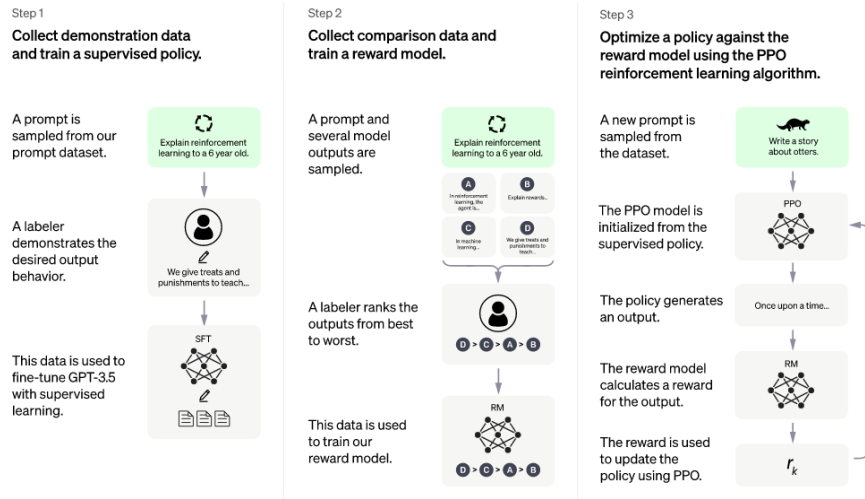 Step 1
Collect demonstration data
and train a supervised policy.
A prompt is
sampled from our
prompt dataset.
Explain reinforcement
learning to a 6 year old.
A labeler
demonstrates the
desired output
behavior.
We give treats and
punishments to teach...
This data is used to
fine-tune GPT-3.5
with supervised
learning.
SFT
Step 2
Collect comparison data and
train a reward model.
A prompt and
several model
outputs are
sampled.
Explain reinforcement
learning to a 6 year old.
A
In reinforcement
learning, the
agent is...
B
Explain rewards...
C
In machine
learning...
D
We give treats and
punishments to
teach...
A labeler ranks the
outputs from best
to worst.
D > C > A > B
This data is used
to train our
reward model.
RM
D > C > A > B
Step 3
Optimize a policy against the
reward model using the PPO
reinforcement learning algorithm.
A new prompt is
sampled from
the dataset.
Write a story
about otters.
The PPO model is
initialized from the
supervised policy.
PPO
The policy generates
an output.
Once upon a time...
The reward model
calculates a reward
for the output.
RM
The reward is used
to update the
policy using PPO.
rk